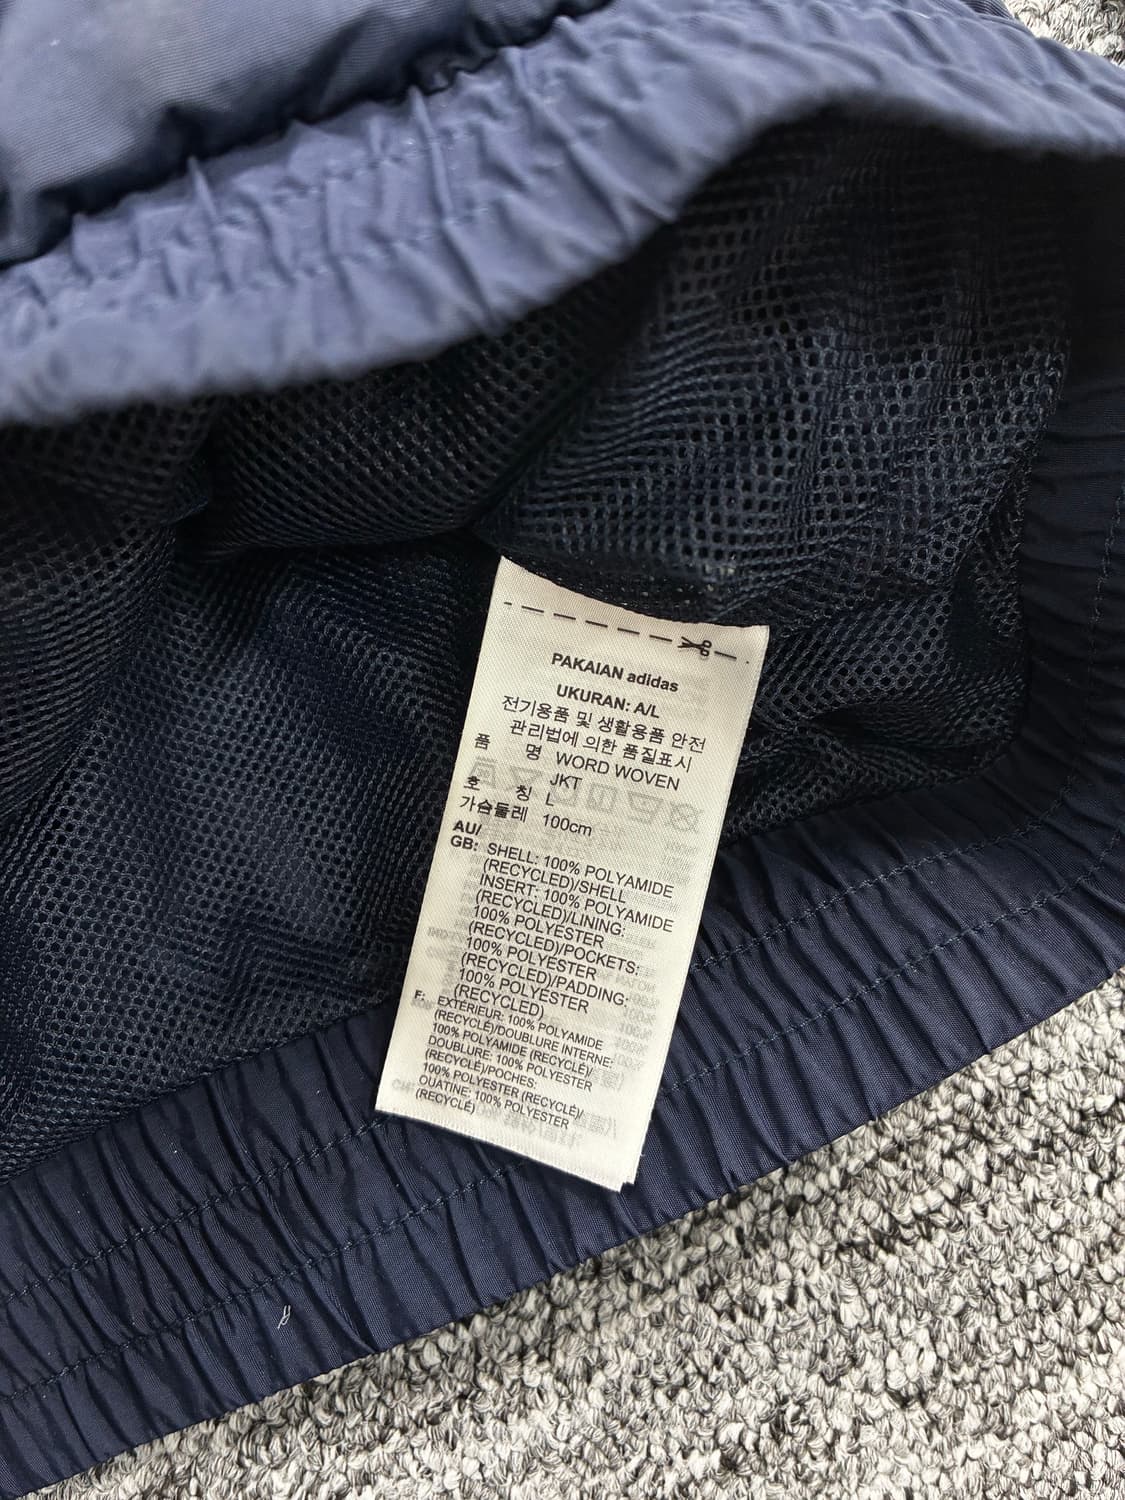 PAKAIAN adidas
UKURAN: A/L
전기용품 및 생활용품 안전
관리법에 의한 품질표시
품 명 WORD WOVEN
JKT
호 칭 L
가슴둘레 100cm
AU/
GB: SHELL: 100% POLYAMIDE
(RECYCLED)/SHELL
INSERT: 100% POLYAMIDE
(RECYCLED)/LINING:
100% POLYESTER
(RECYCLED)/POCKETS:
100% POLYESTER
(RECYCLED)/PADDING:
100% POLYESTER
(RECYCLED)
F: EXTÉRIEUR: 100% POLYAMIDE
(RECYCLÉ)/DOUBLURE INTERNE:
100% POLYAMIDE (RECYCLÉ)/
DOUBLURE: 100% POLYESTER
(RECYCLÉ)/POCHES:
100% POLYESTER (RECYCLÉ)/
OUATINE: 100% POLYESTER
(RECYCLÉ)